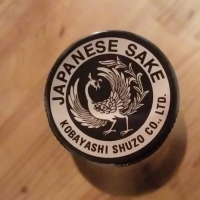 JAPANESE SAKE
KOBAYASHI SHUZO CO., LTD.